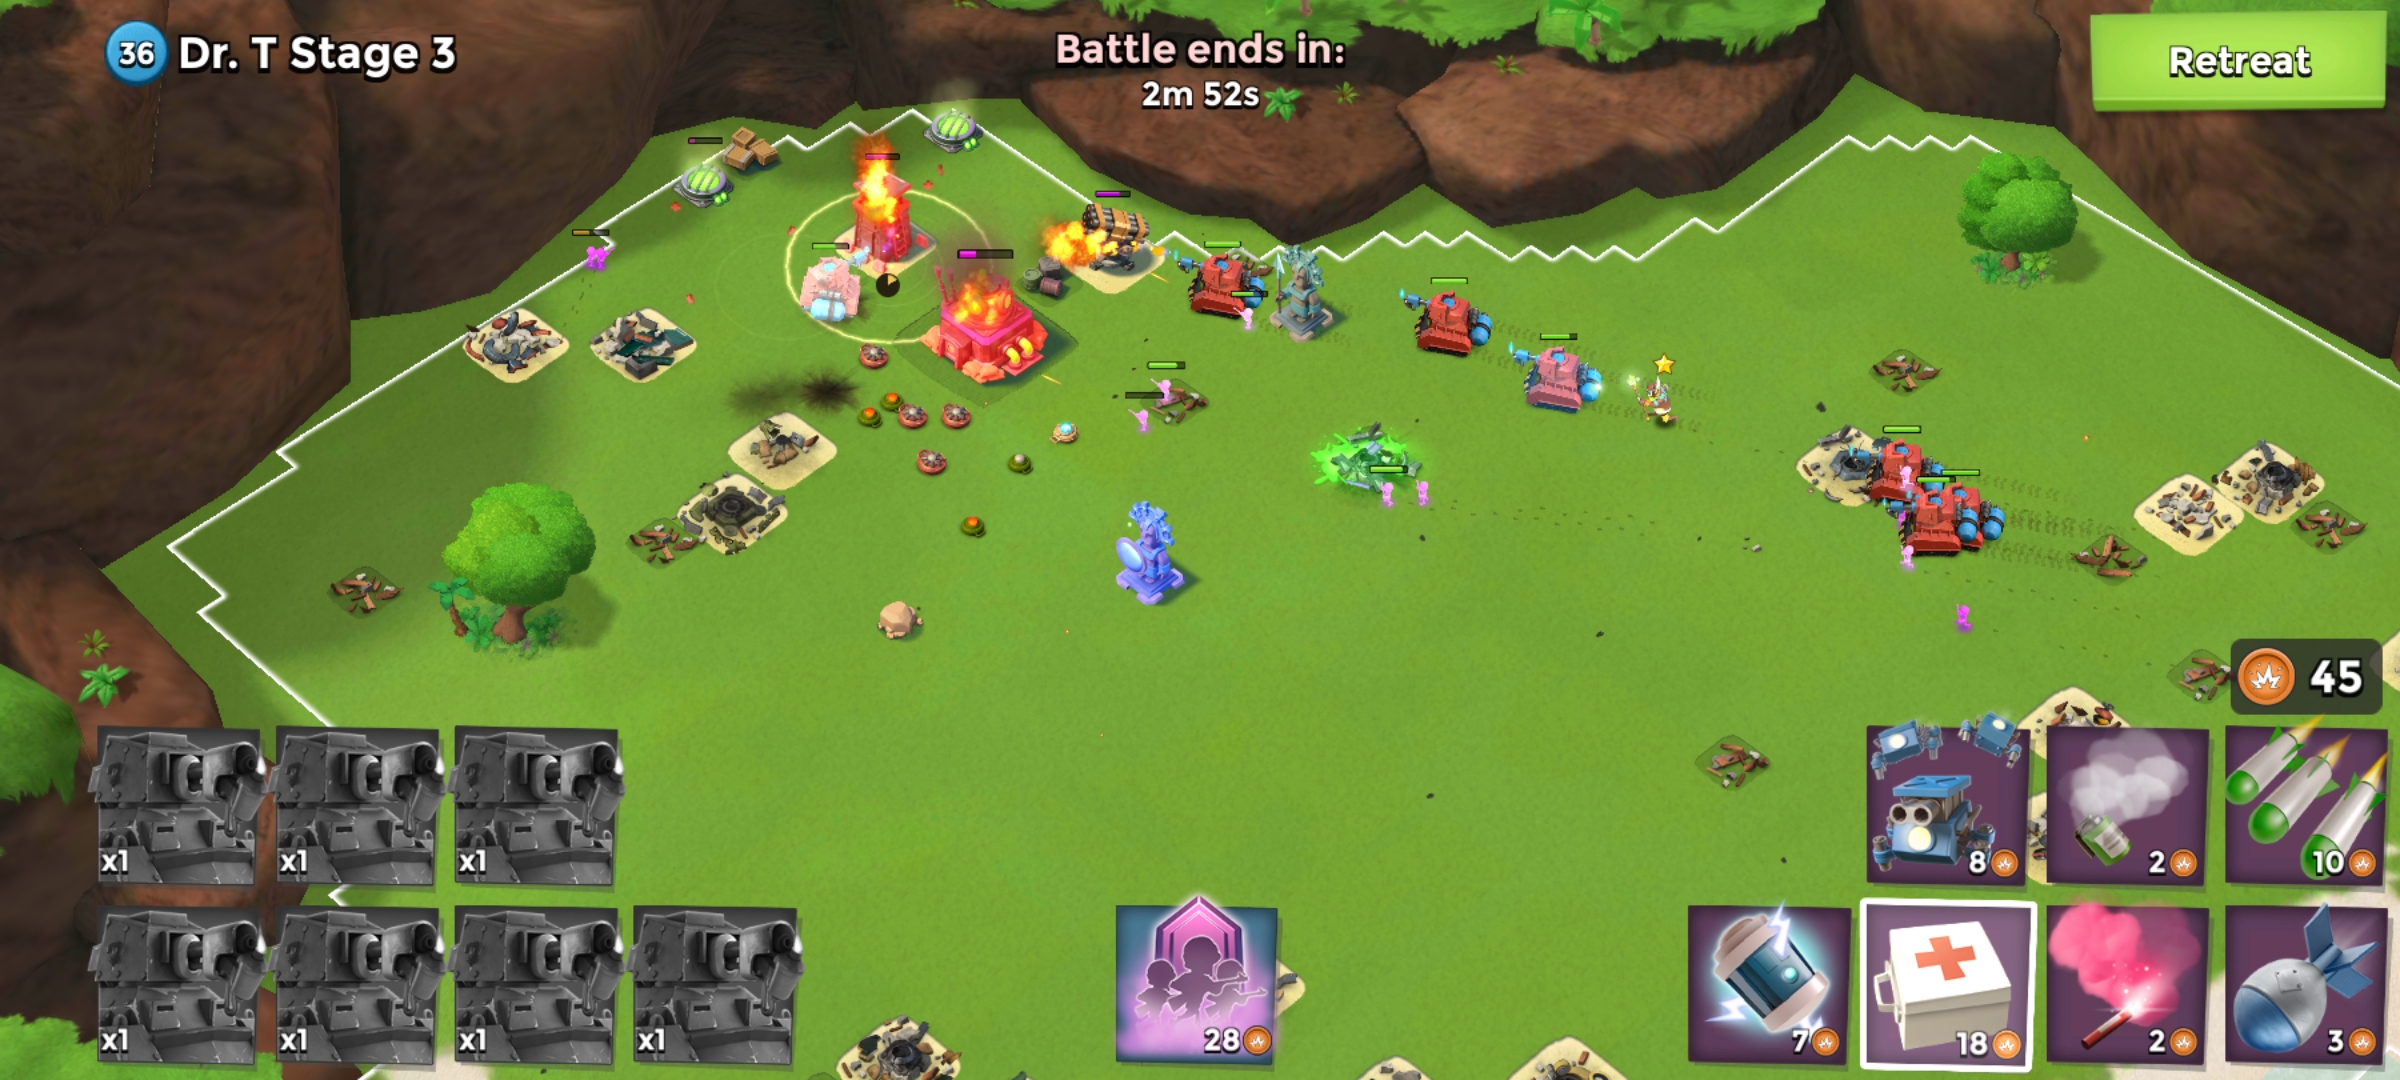 36 Dr. T Stage 3
Battle ends in:
2m 52s
Retreat
45
x1 x1 x1
8 2 10
x1 x1 x1 x1
28
7 18 2 3